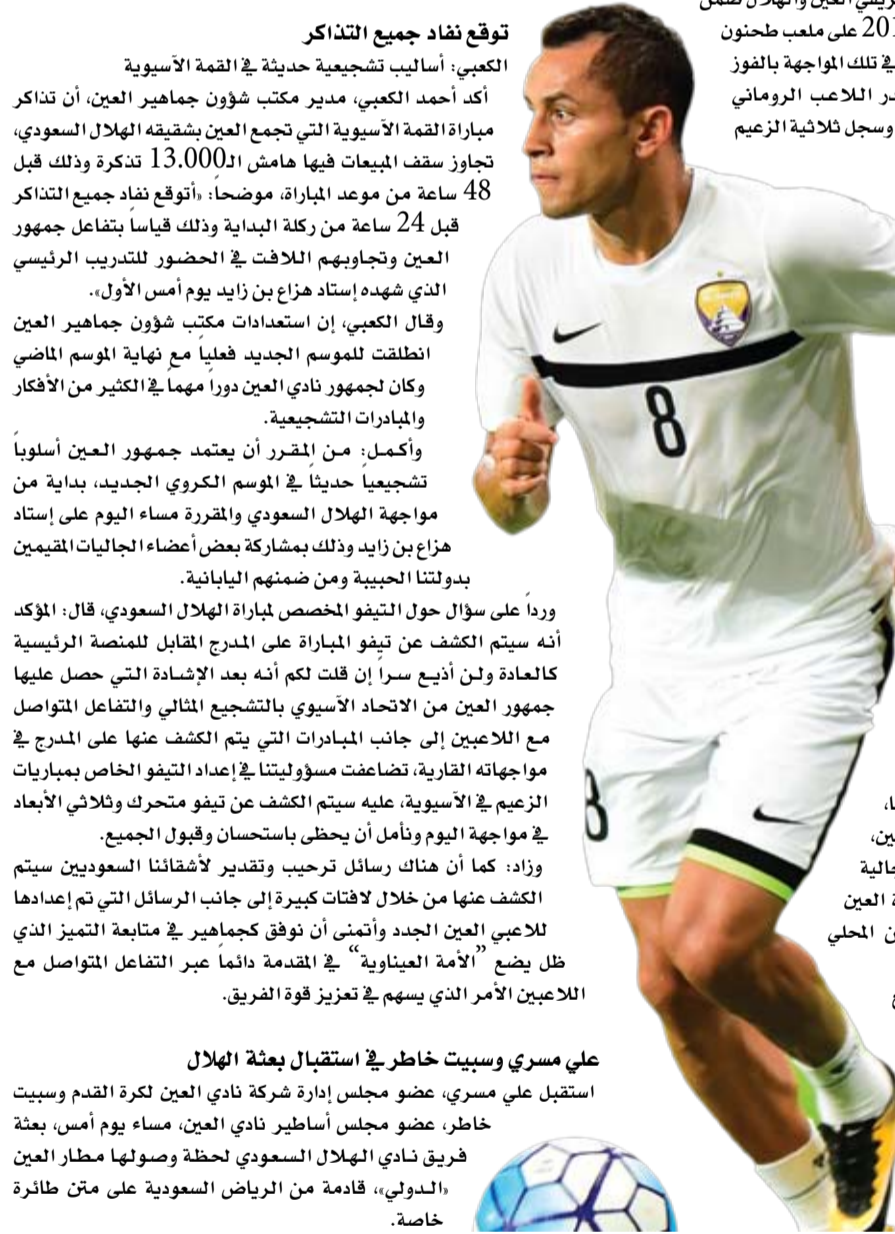 ريقي العين والهلال ضمن
201 على ملعب طحنون
في تلك المواجهة بالفوز
در اللاعب الروماني
وسجل ثلاثية الزعيم
توقع نفاد جميع التذاكر
الكعبي: أساليب تشجيعية حديثة في القمة الآسيوية
أكد أحمد الكعبي، مدير مكتب شؤون جماهير العين، أن تذاكر
مباراة القمة الآسيوية التي تجمع العين بشقيقه الهلال السعودي،
تجاوز سقف المبيعات فيها هامش الـ13.000 تذكرة وذلك قبل
48 ساعة من موعد المباراة، موضحاً: «أتوقع نفاد جميع التذاكر
قبل 24 ساعة من ركلة البداية وذلك قياساً بتفاعل جمهور
العين وتجاوبهم اللافت في الحضور للتدريب الرئيسي
الذي شهده إستاد هزاع بن زايد يوم أمس الأول».
وقال الكعبي، إن استعدادات مكتب شؤون جماهير العين
انطلقت للموسم الجديد فعلياً مع نهاية الموسم الماضي
وكان لجمهور نادي العين دوراً مهماً في الكثير من الأفكار
والمبادرات التشجيعية.
وأكمل: من المقرر أن يعتمد جمهور العين أسلوباً
تشجيعياً حديثاً في الموسم الكروي الجديد، بداية من
مواجهة الهلال السعودي والمقررة مساء اليوم على إستاد
هزاع بن زايد وذلك بمشاركة بعض أعضاء الجاليات المقيمين
بدولتنا الحبيبة ومن ضمنهم اليابانية.
ورداً على سؤال حول التيفو المخصص لمباراة الهلال السعودي، قال: المؤكد
أنه سيتم الكشف عن تيفو المباراة على المدرج المقابل للمنصة الرئيسية
كالعادة ولن أذيع سراً إن قلت لكم أنه بعد الإشادة التي حصل عليها
جمهور العين من الاتحاد الآسيوي بالتشجيع المثالي والتفاعل المتواصل
مع اللاعبين إلى جانب المبادرات التي يتم الكشف عنها على المدرج في
مواجهاته القارية، تضاعفت مسؤوليتنا في إعداد التيفو الخاص بمباريات
الزعيم في الآسيوية، عليه سيتم الكشف عن تيفو متحرك وثلاثي الأبعاد
في مواجهة اليوم ونأمل أن يحظى باستحسان وقبول الجميع.
وزاد: كما أن هناك رسائل ترحيب وتقدير لأشقائنا السعوديين سيتم
الكشف عنها من خلال لافتات كبيرة إلى جانب الرسائل التي تم إعدادها
للاعبي العين الجدد وأتمنى أن نوفق كجماهير في متابعة التميز الذي
ظل يضع “الأمة العيناوية“ في المقدمة دائماً عبر التفاعل المتواصل مع
اللاعبين الأمر الذي يسهم في تعزيز قوة الفريق.
علي مسري وسبيت خاطر في استقبال بعثة الهلال
استقبل علي مسري، عضو مجلس إدارة شركة نادي العين لكرة القدم وسبيت
خاطر، عضو مجلس أساطير نادي العين، مساء يوم أمس، بعثة
فريق نادي الهلال السعودي لحظة وصولها مطار العين
«الدولي»، قادمة من الرياض السعودية على متن طائرة
خاصة.
8
8
ا،
ين،
جالية
ة العين
ن المحلي